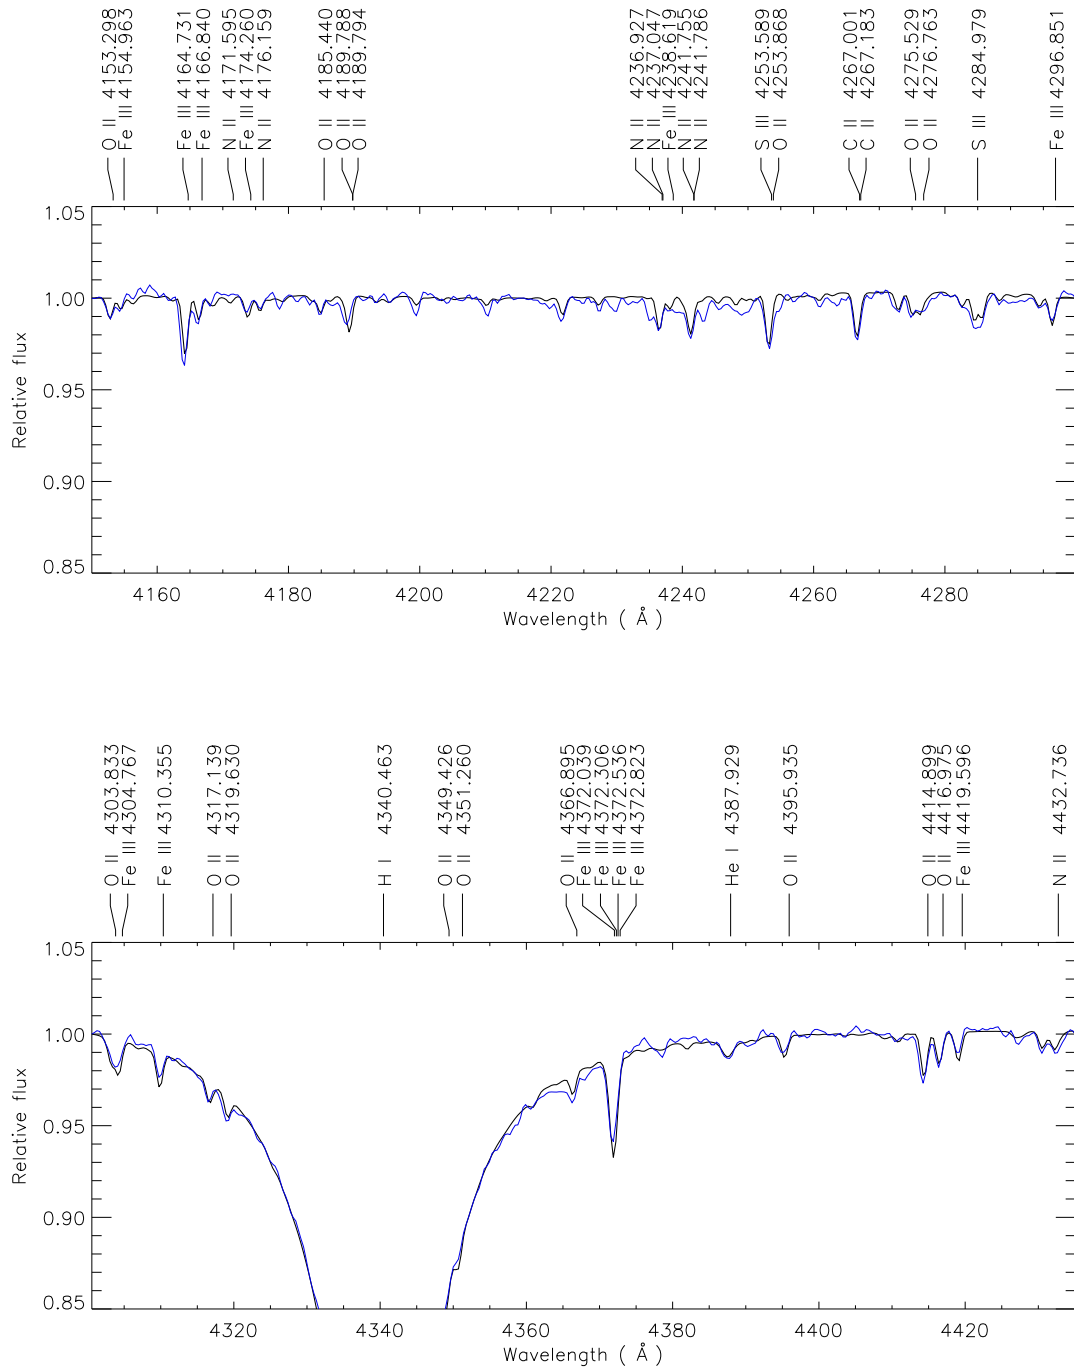 O II 4153.298
Fe III 4154.963
Fe III 4164.731
Fe III 4166.840
N II 4171.595
Fe III 4174.260
N II 4176.159
O II 4185.440
O II 4189.788
O II 4189.794
N II 4236.927
N II 4237.047
Fe III 4238.619
N II 4241.755
N II 4241.786
S III 4253.589
O II 4253.868
C II 4267.001
C II 4267.183
O II 4275.529
O II 4276.763
S III 4284.979
Fe III 4296.851
1.05
1.00
0.95
0.90
0.85
Relative flux
4160 4180 4200 4220 4240 4260 4280
Wavelength ( Å )
O II 4303.833
Fe III 4304.767
Fe III 4310.355
O II 4317.139
O II 4319.630
H I 4340.463
O II 4349.426
O II 4351.260
O II 4366.895
Fe III 4372.039
Fe III 4372.306
Fe III 4372.536
Fe III 4372.823
He I 4387.929
O II 4395.935
O II 4414.899
O II 4416.975
Fe III 4419.596
N II 4432.736
1.05
1.00
0.95
0.90
0.85
Relative flux
4320 4340 4360 4380 4400 4420
Wavelength ( Å )